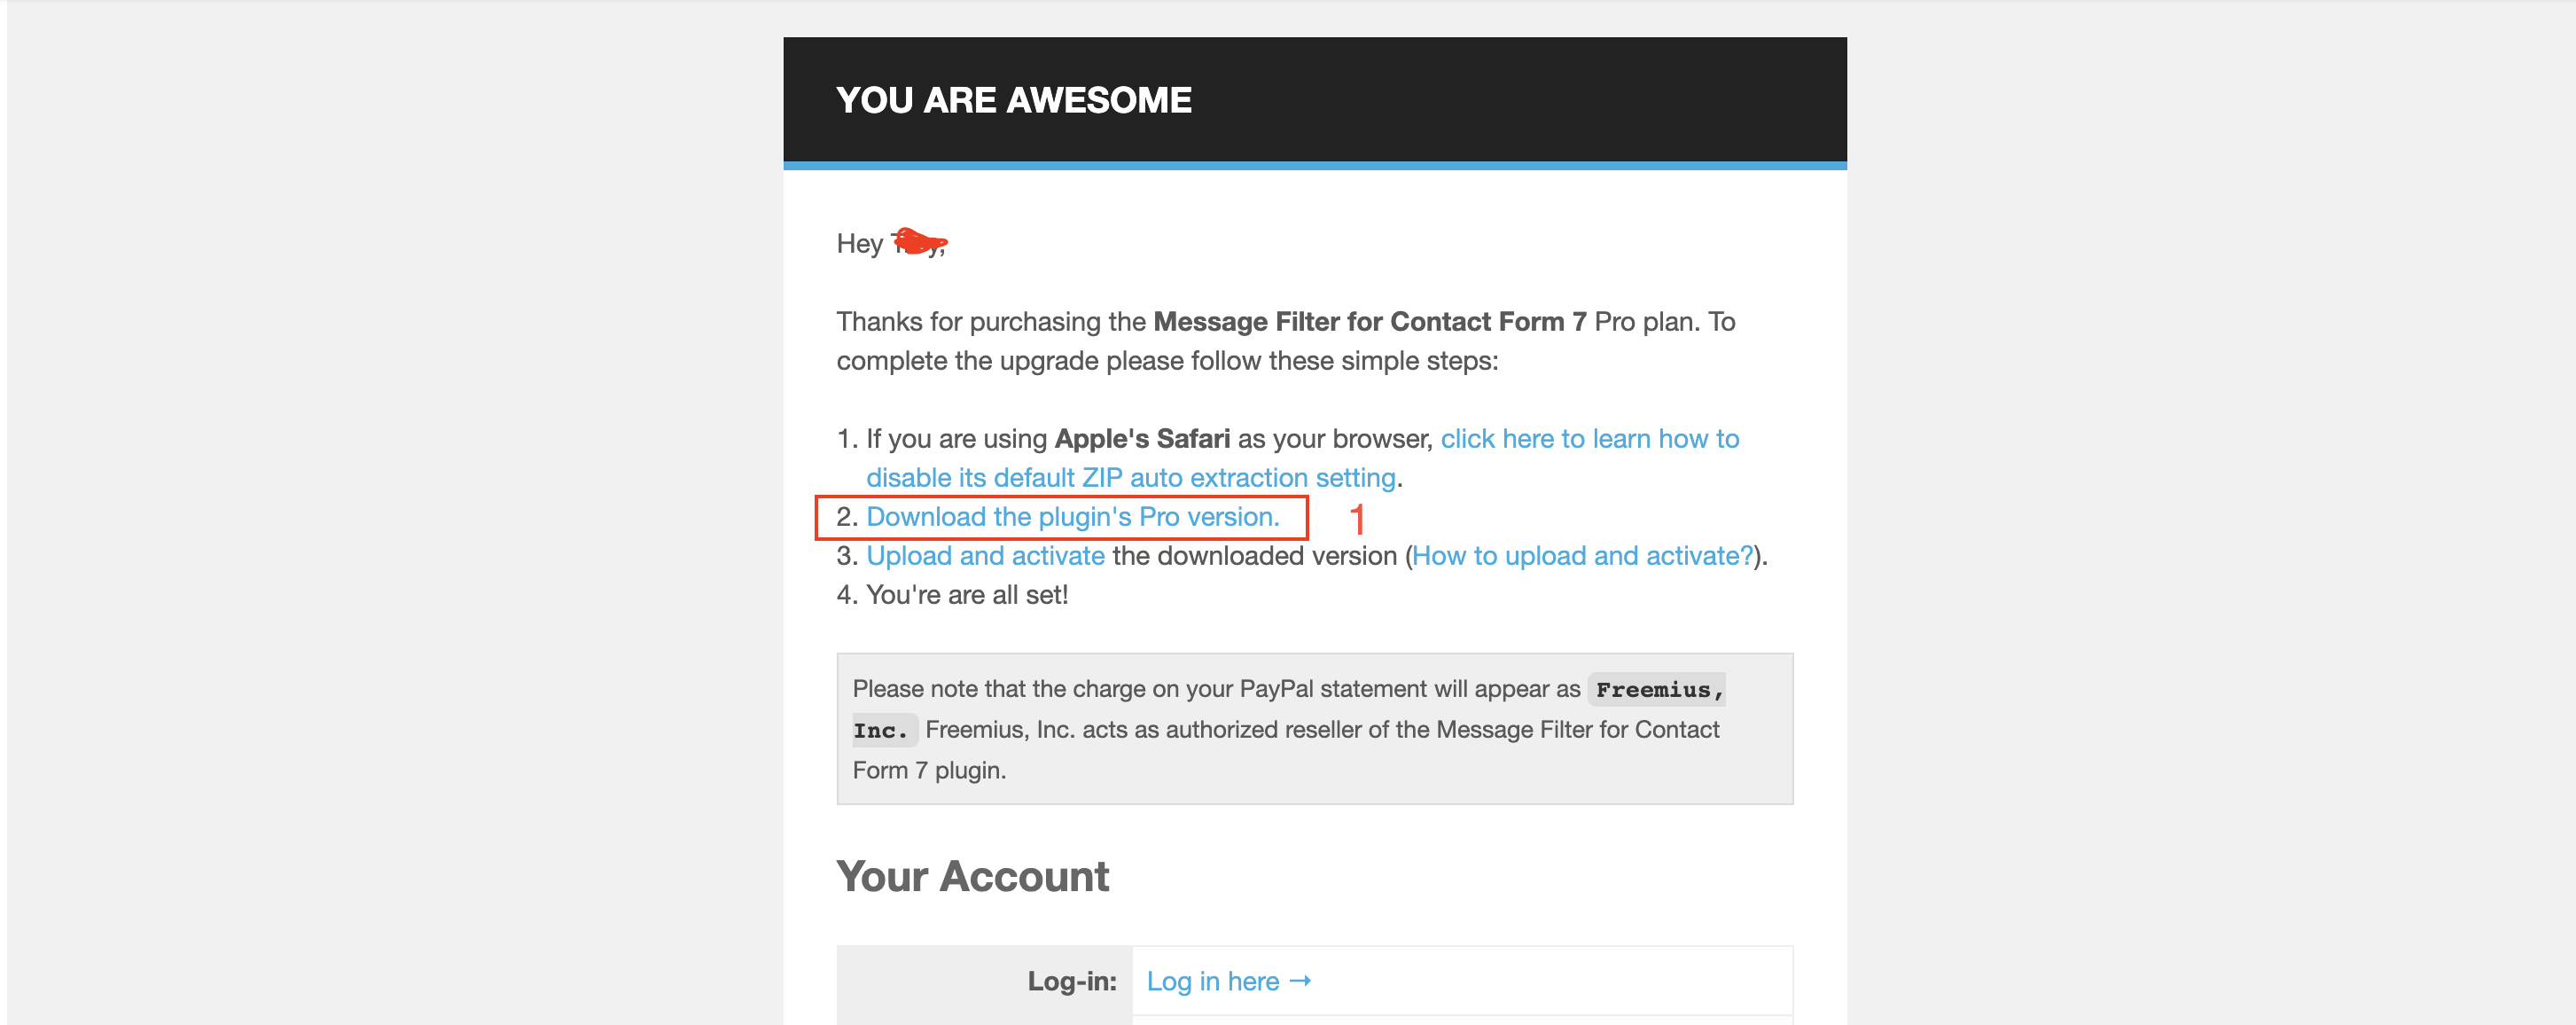 YOU ARE AWESOME
Hey
Thanks for purchasing the Message Filter for Contact Form 7 Pro plan. To
complete the upgrade please follow these simple steps:
1. If you are using Apple's Safari as your browser, click here to learn how to
disable its default ZIP auto extraction setting.
2. Download the plugin's Pro version. 1
3. Upload and activate the downloaded version (How to upload and activate?).
4. You're are all set!
Please note that the charge on your PayPal statement will appear as Freemius,
Inc. Freemius, Inc. acts as authorized reseller of the Message Filter for Contact
Form 7 plugin.
Your Account
Log-in: Log in here →